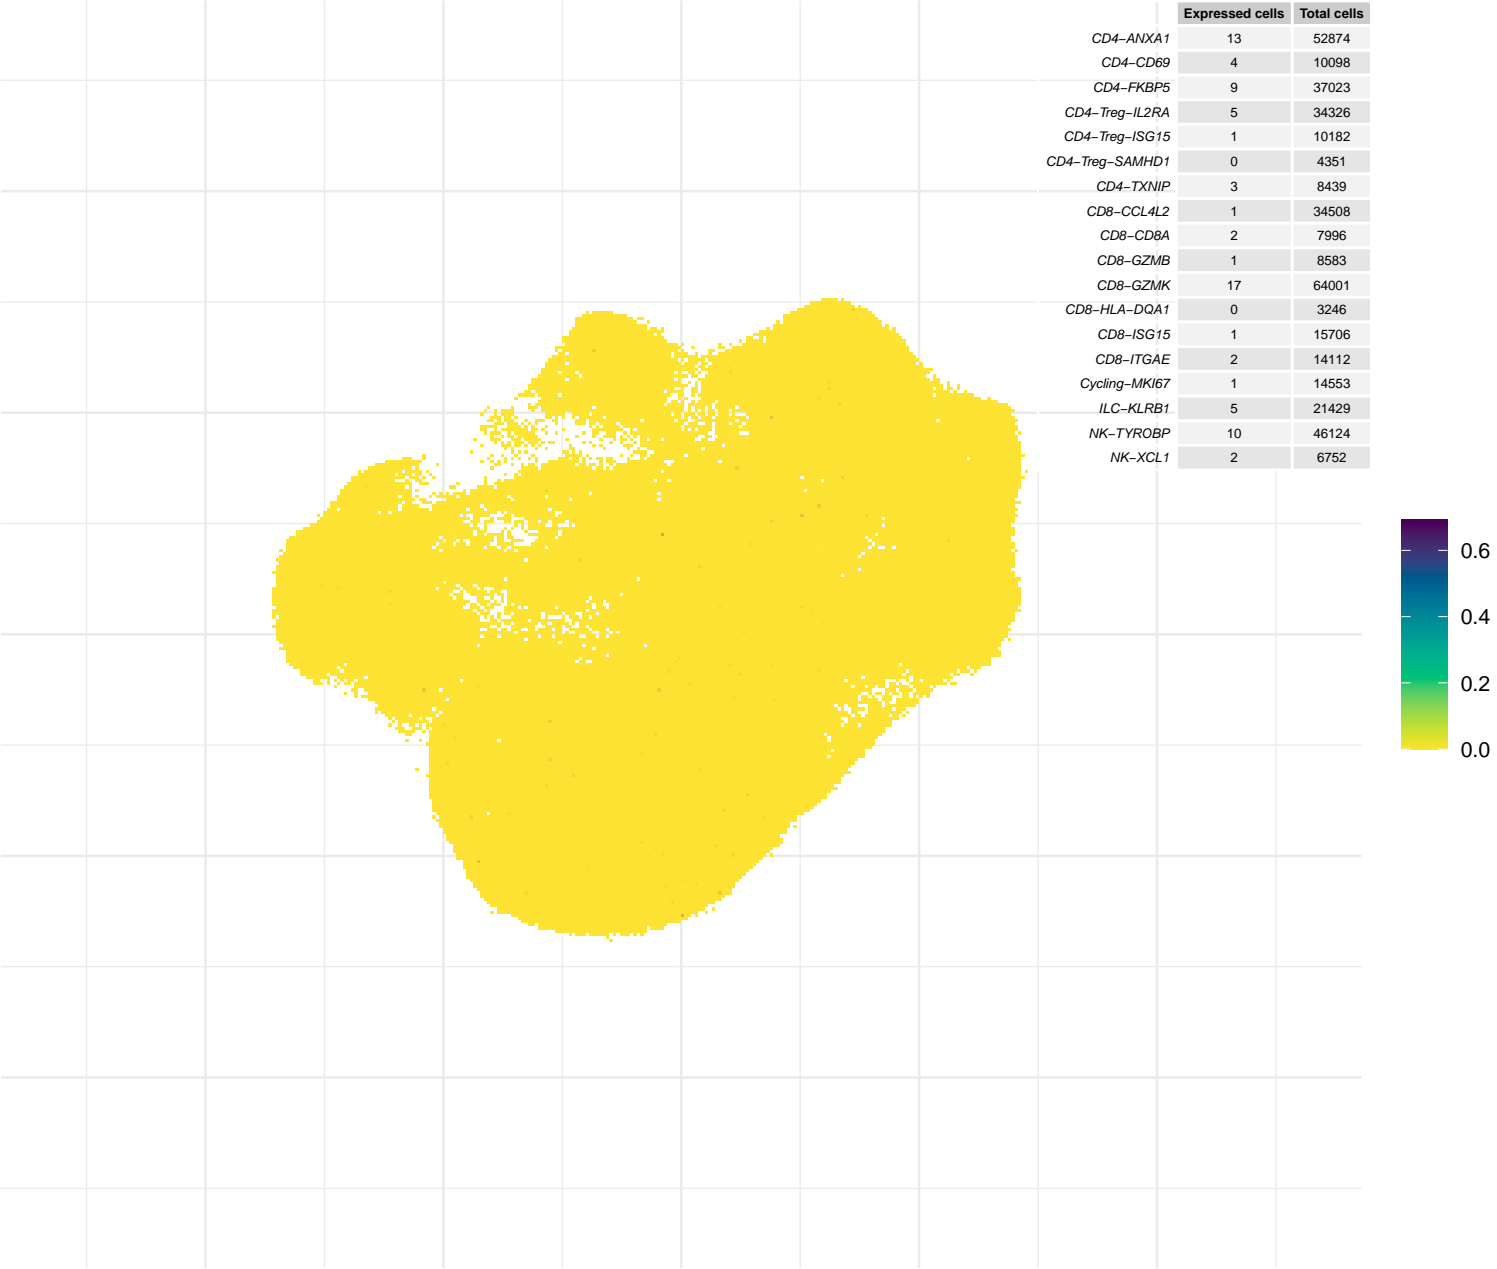 Expressed cells Total cells
CD4−ANXA1 13 52874
CD4−CD69 4 10098
CD4−FKBP5 9 37023
CD4−Treg−IL2RA 5 34326
CD4−Treg−ISG15 1 10182
CD4−Treg−SAMHD1 0 4351
CD4−TXNIP 3 8439
CD8−CCL4L2 1 34508
CD8−CD8A 2 7996
CD8−GZMB 1 8583
CD8−GZMK 17 64001
CD8−HLA−DQA1 0 3246
CD8−ISG15 1 15706
CD8−ITGAE 2 14112
Cycling−MKI67 1 14553
ILC−KLRB1 5 21429
NK−TYROBP 10 46124
NK−XCL1 2 6752
0.6
0.4
0.2
0.0